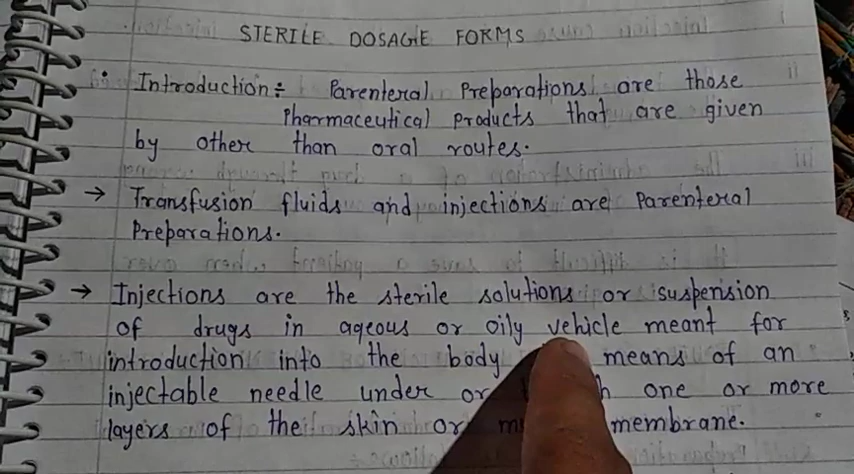 STERILE DOSAGE FORMS
Introduction÷ Parenteral Preparations are those
Pharmaceutical Products that are given
by other than oral routes.
→ Transfusion fluids and injections are Parenteral
Preparations.
→ Injections are the sterile solutions or suspension
of drugs in aqeous or oily vehicle meant for
introduction into the body means of an
injectable needle under or one or more
layers of the skin or membrane.